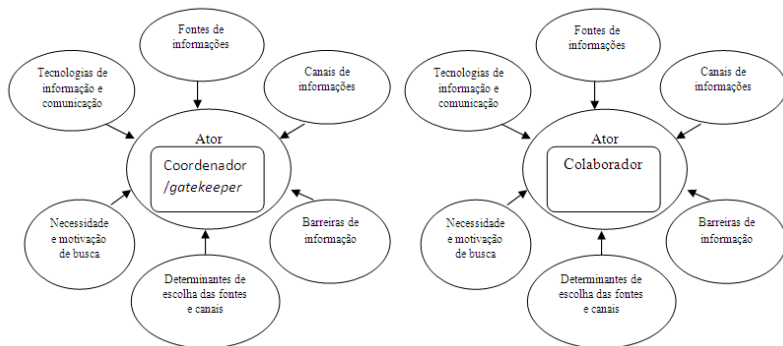 Fontes de
informações
Tecnologias de
informação e
comunicação
Canais de
informações
Ator
Coordenador
/gatekeeper
Necessidade
e motivação
de busca
Barreiras de
informação
Determinantes de
escolha das fontes
e canais
Fontes de
informações
Tecnologias de
informação e
comunicação
Canais de
informações
Ator
Colaborador
Necessidade
e motivação
de busca
Barreiras de
informação
Determinantes de
escolha das fontes
e canais